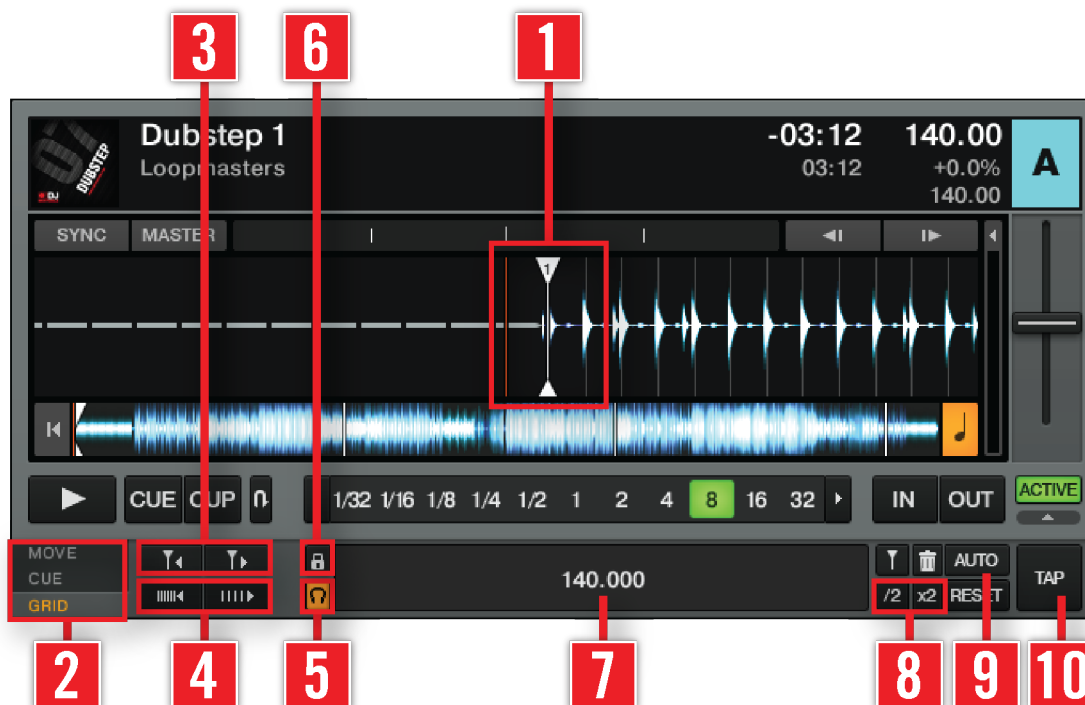 3 6 1
DJ DUBSTEP
Dubstep 1 -03:12 140.00 A
Loopmasters 03:12 +0.0%
140.00
SYNC MASTER
1
CUE CUP 1/32 1/16 1/8 1/4 1/2 1 2 4 8 16 32 IN OUT ACTIVE
MOVE
CUE 140.000 AUTO TAP
GRID /2 x2 RESET
2 4 5 7 8 9 10